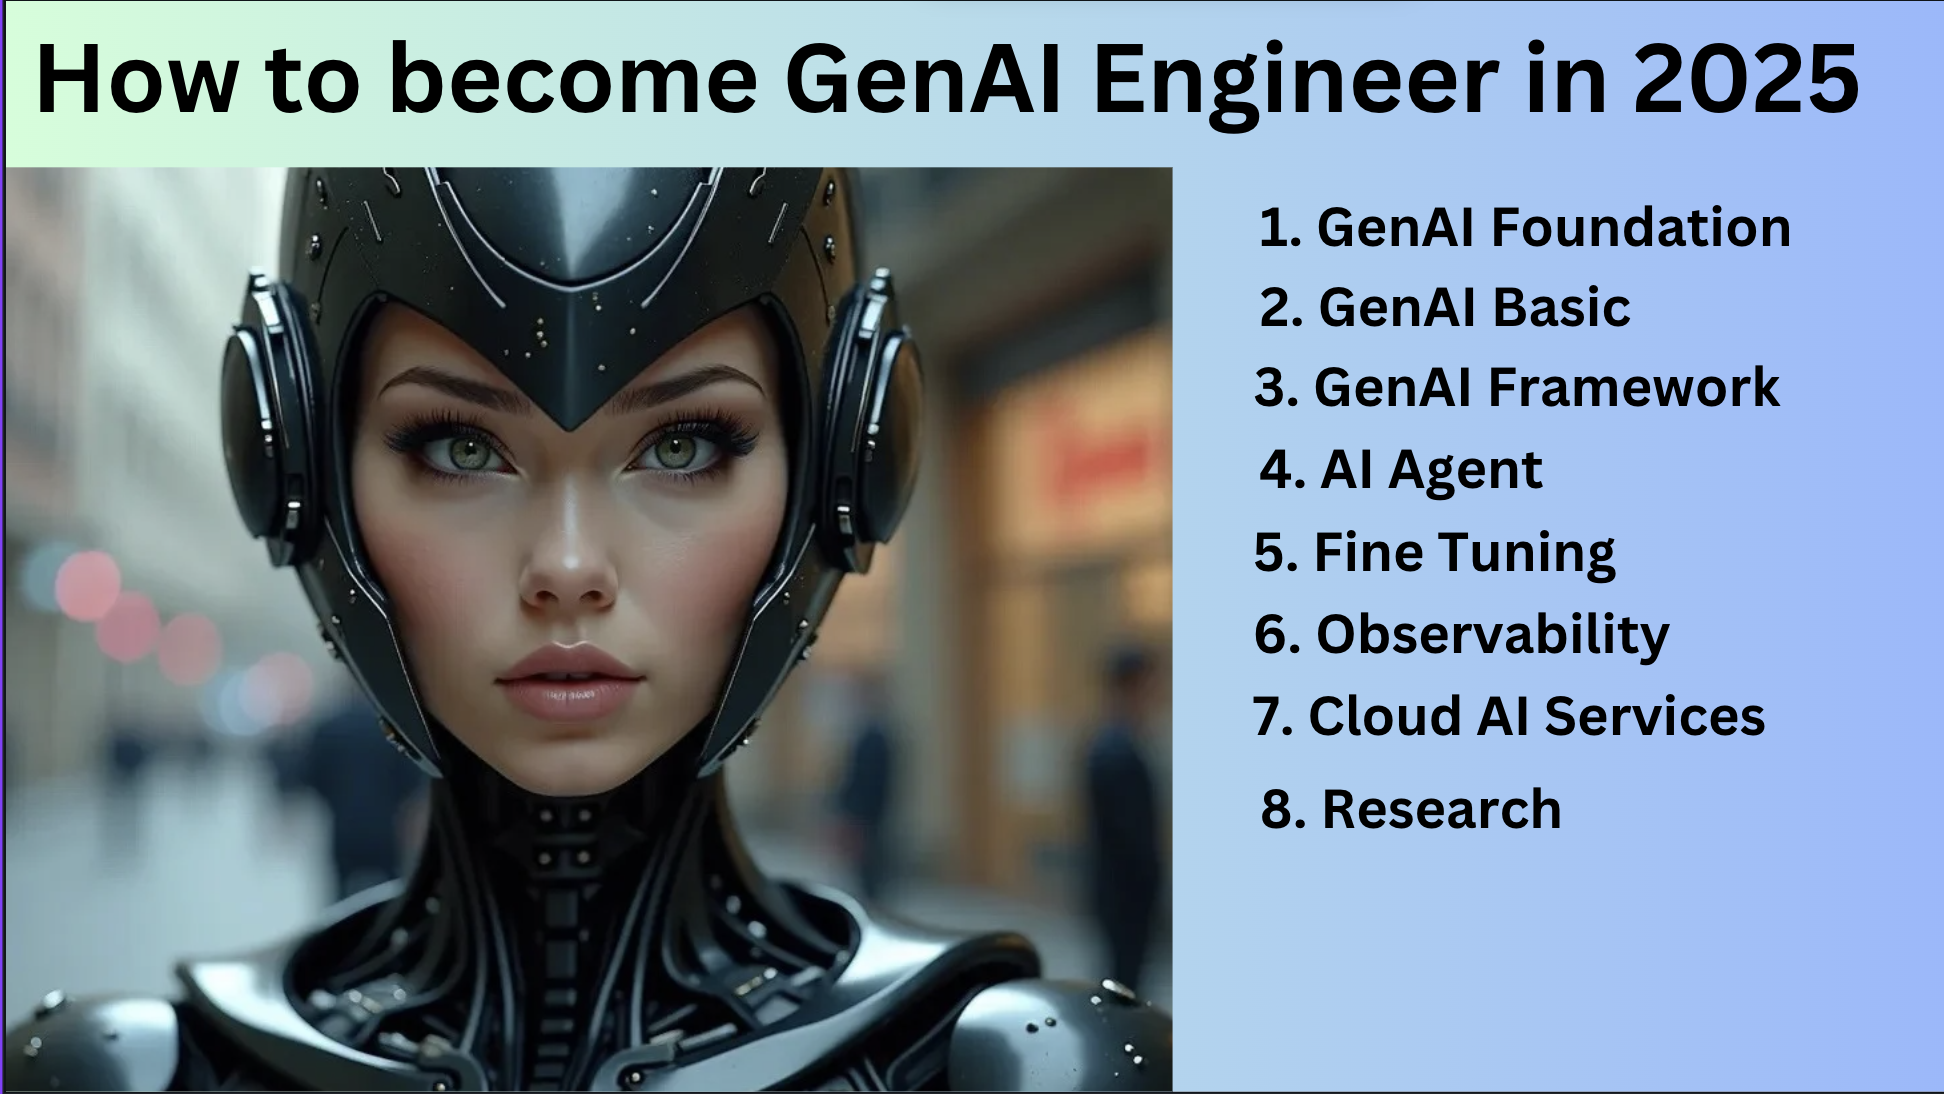 How to become GenAI Engineer in 2025
1. GenAI Foundation
2. GenAI Basic
3. GenAI Framework
4. AI Agent
5. Fine Tuning
6. Observability
7. Cloud AI Services
8. Research